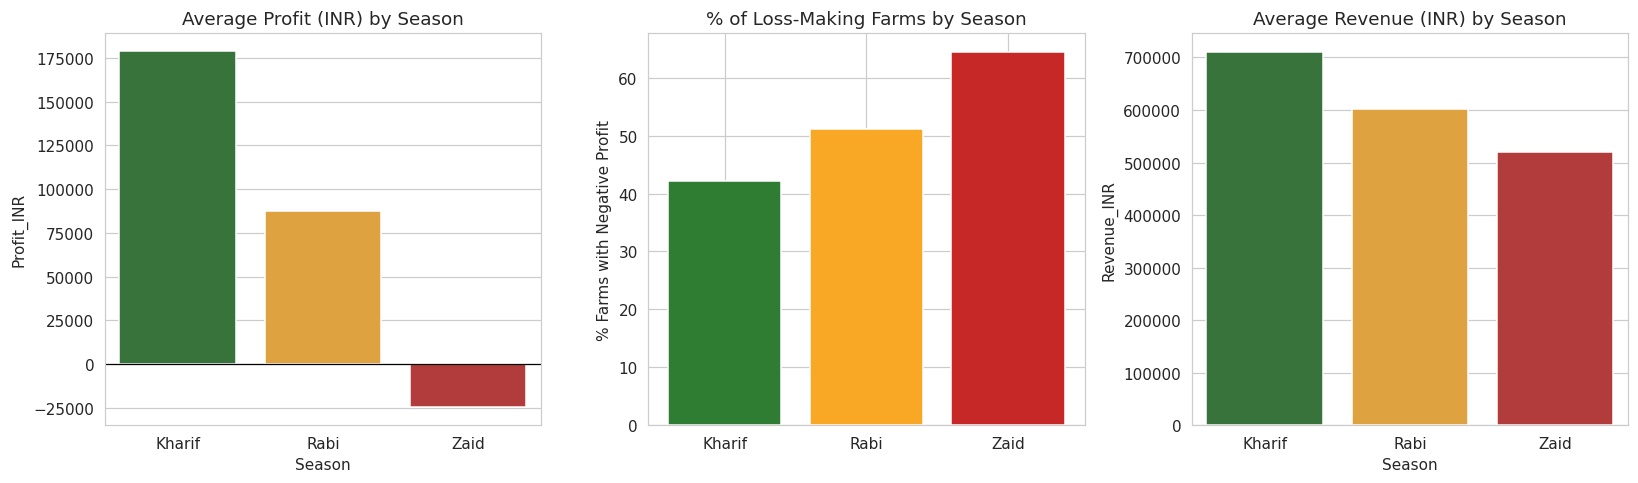 Average Profit (INR) by Season
Profit_INR
175000
150000
125000
100000
75000
50000
25000
0
−25000
Kharif Rabi Zaid
Season
% of Loss-Making Farms by Season
% Farms with Negative Profit
60
50
40
30
20
10
0
Kharif Rabi Zaid
Average Revenue (INR) by Season
Revenue_INR
700000
600000
500000
400000
300000
200000
100000
0
Kharif Rabi Zaid
Season